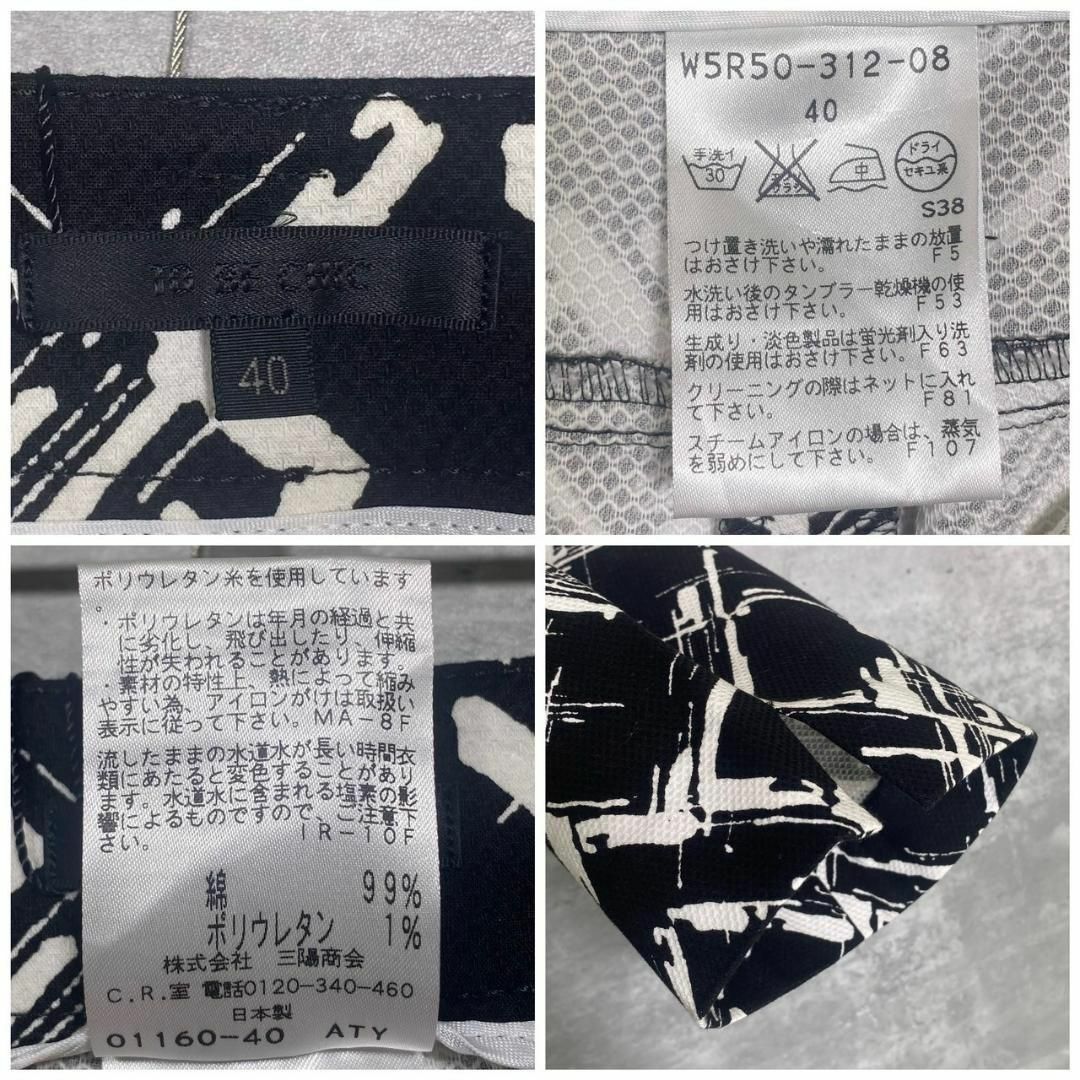 TO BE CHIC
40
W5R50-312-08
40
手洗イ
30
エンソ
サラシ
中
ドライ
セキユ系
S38
つけ置き洗いや濡れたままの放置
はおさけ下さい。 F5
水洗い後のタンブラー乾燥機の使
用はおさけ下さい。 F53
生成り・淡色製品は蛍光剤入り洗
剤の使用はおさけ下さい。F63
クリーニングの際はネットに入れ
て下さい。 F81
スチームアイロンの場合は、蒸気
を弱めにして下さい。 F107
ポリウレタン糸を使用しています
。
・ポリウレタンは年月の経過と共
に劣化し、飛び出したり、伸縮
性が失われることがあります。
・素材の特性上、熱によって縮み
やすい為、アイロンがけは取扱い
表示に従って下さい。MA-8F
流したままの水道水が長い時間衣
類にあたると、水道水に含まれる塩素の影
響により変色することがあります。
ご注意下さい。 IR-10F
綿 99%
ポリウレタン 1%
株式会社 三陽商会
C.R.室 電話0120-340-460
日本製
01160-40 ATY